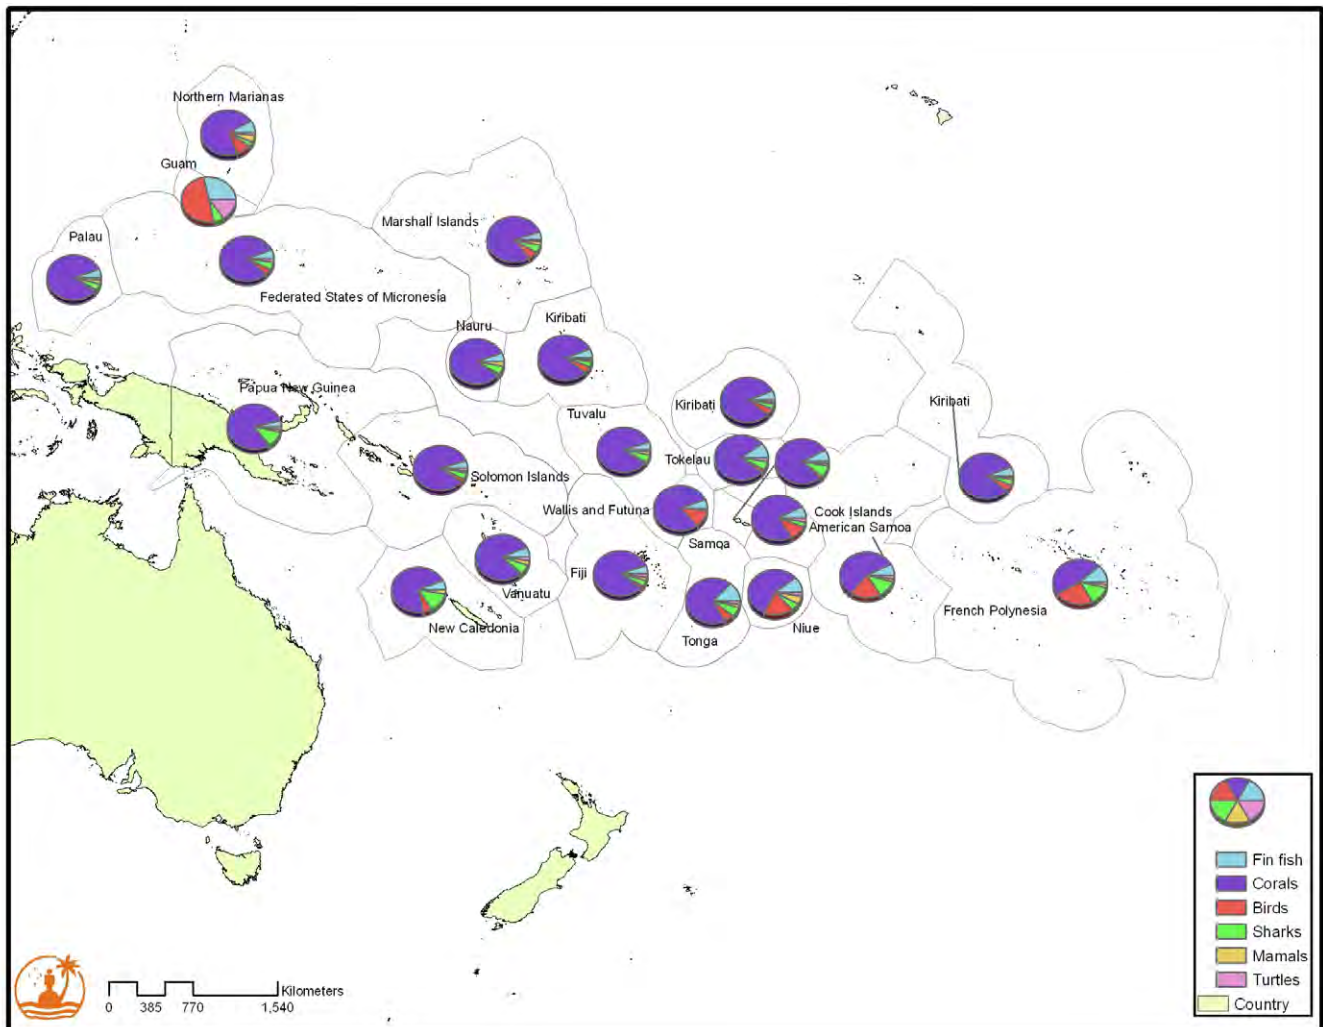 Northern Marianas
Guam
Marshall Islands
Palau
Federated States of Micronesia
Nauru
Kiribati
Papua New Guinea
Kiribati
Kiribati
Tuvalu
Tokelau
Solomon Islands
Wallis and Futuna
Cook Islands
American Samoa
Samoa
Fiji
Vanuatu
New Caledonia
Tonga
Niue
French Polynesia
Fin fish
Corals
Birds
Sharks
Mamals
Turtles
Country
Kilometers
0 385 770 1,540